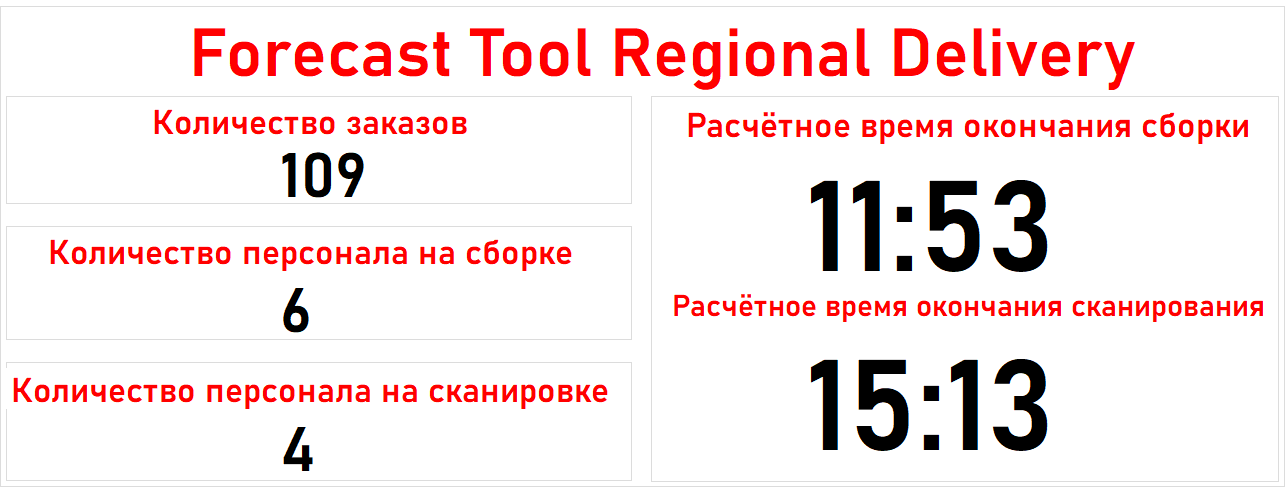 Forecast Tool Regional Delivery
Количество заказов
109
Количество персонала на сборке
6
Количество персонала на сканировке
4
Расчётное время окончания сборки
11:53
Расчётное время окончания сканирования
15:13